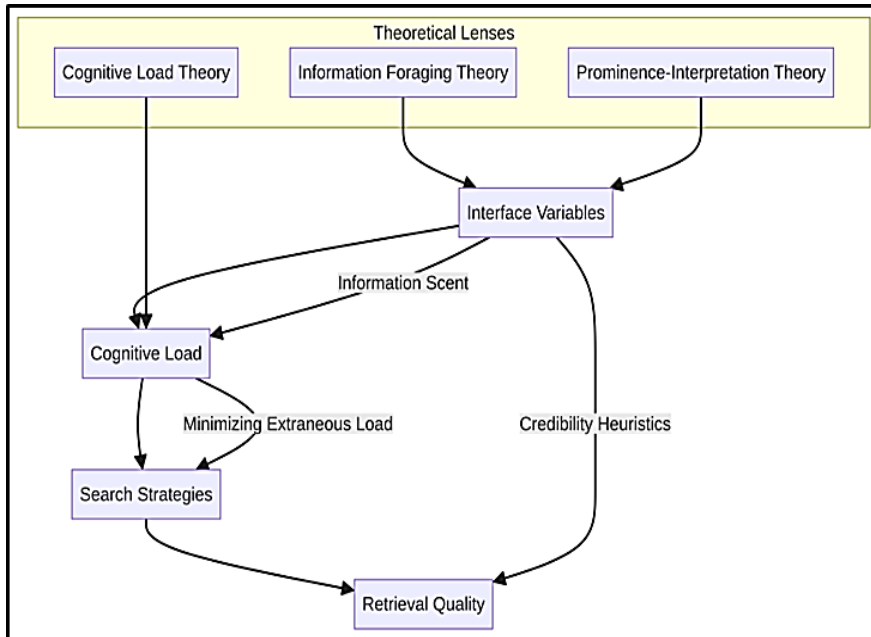 Theoretical Lenses
Cognitive Load Theory
Information Foraging Theory
Prominence-Interpretation Theory
Interface Variables
Information Scent
Cognitive Load
Minimizing Extraneous Load
Credibility Heuristics
Search Strategies
Retrieval Quality